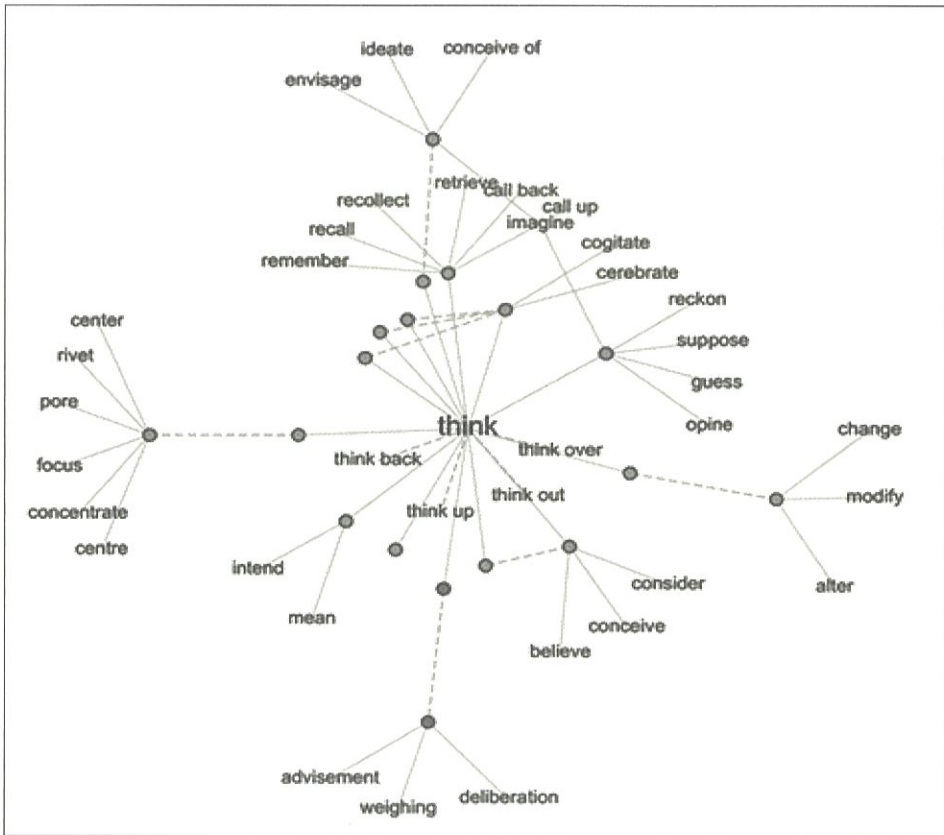 ideate
conceive of
envisage
retrieve
call back
recollect
call up
imagine
recall
cogitate
remember
cerebrate
reckon
center
suppose
rivet
guess
pore
opine
think
change
think over
think back
focus
think out
modify
concentrate
think up
centre
intend
consider
alter
mean
conceive
believe
advisement
deliberation
weighing